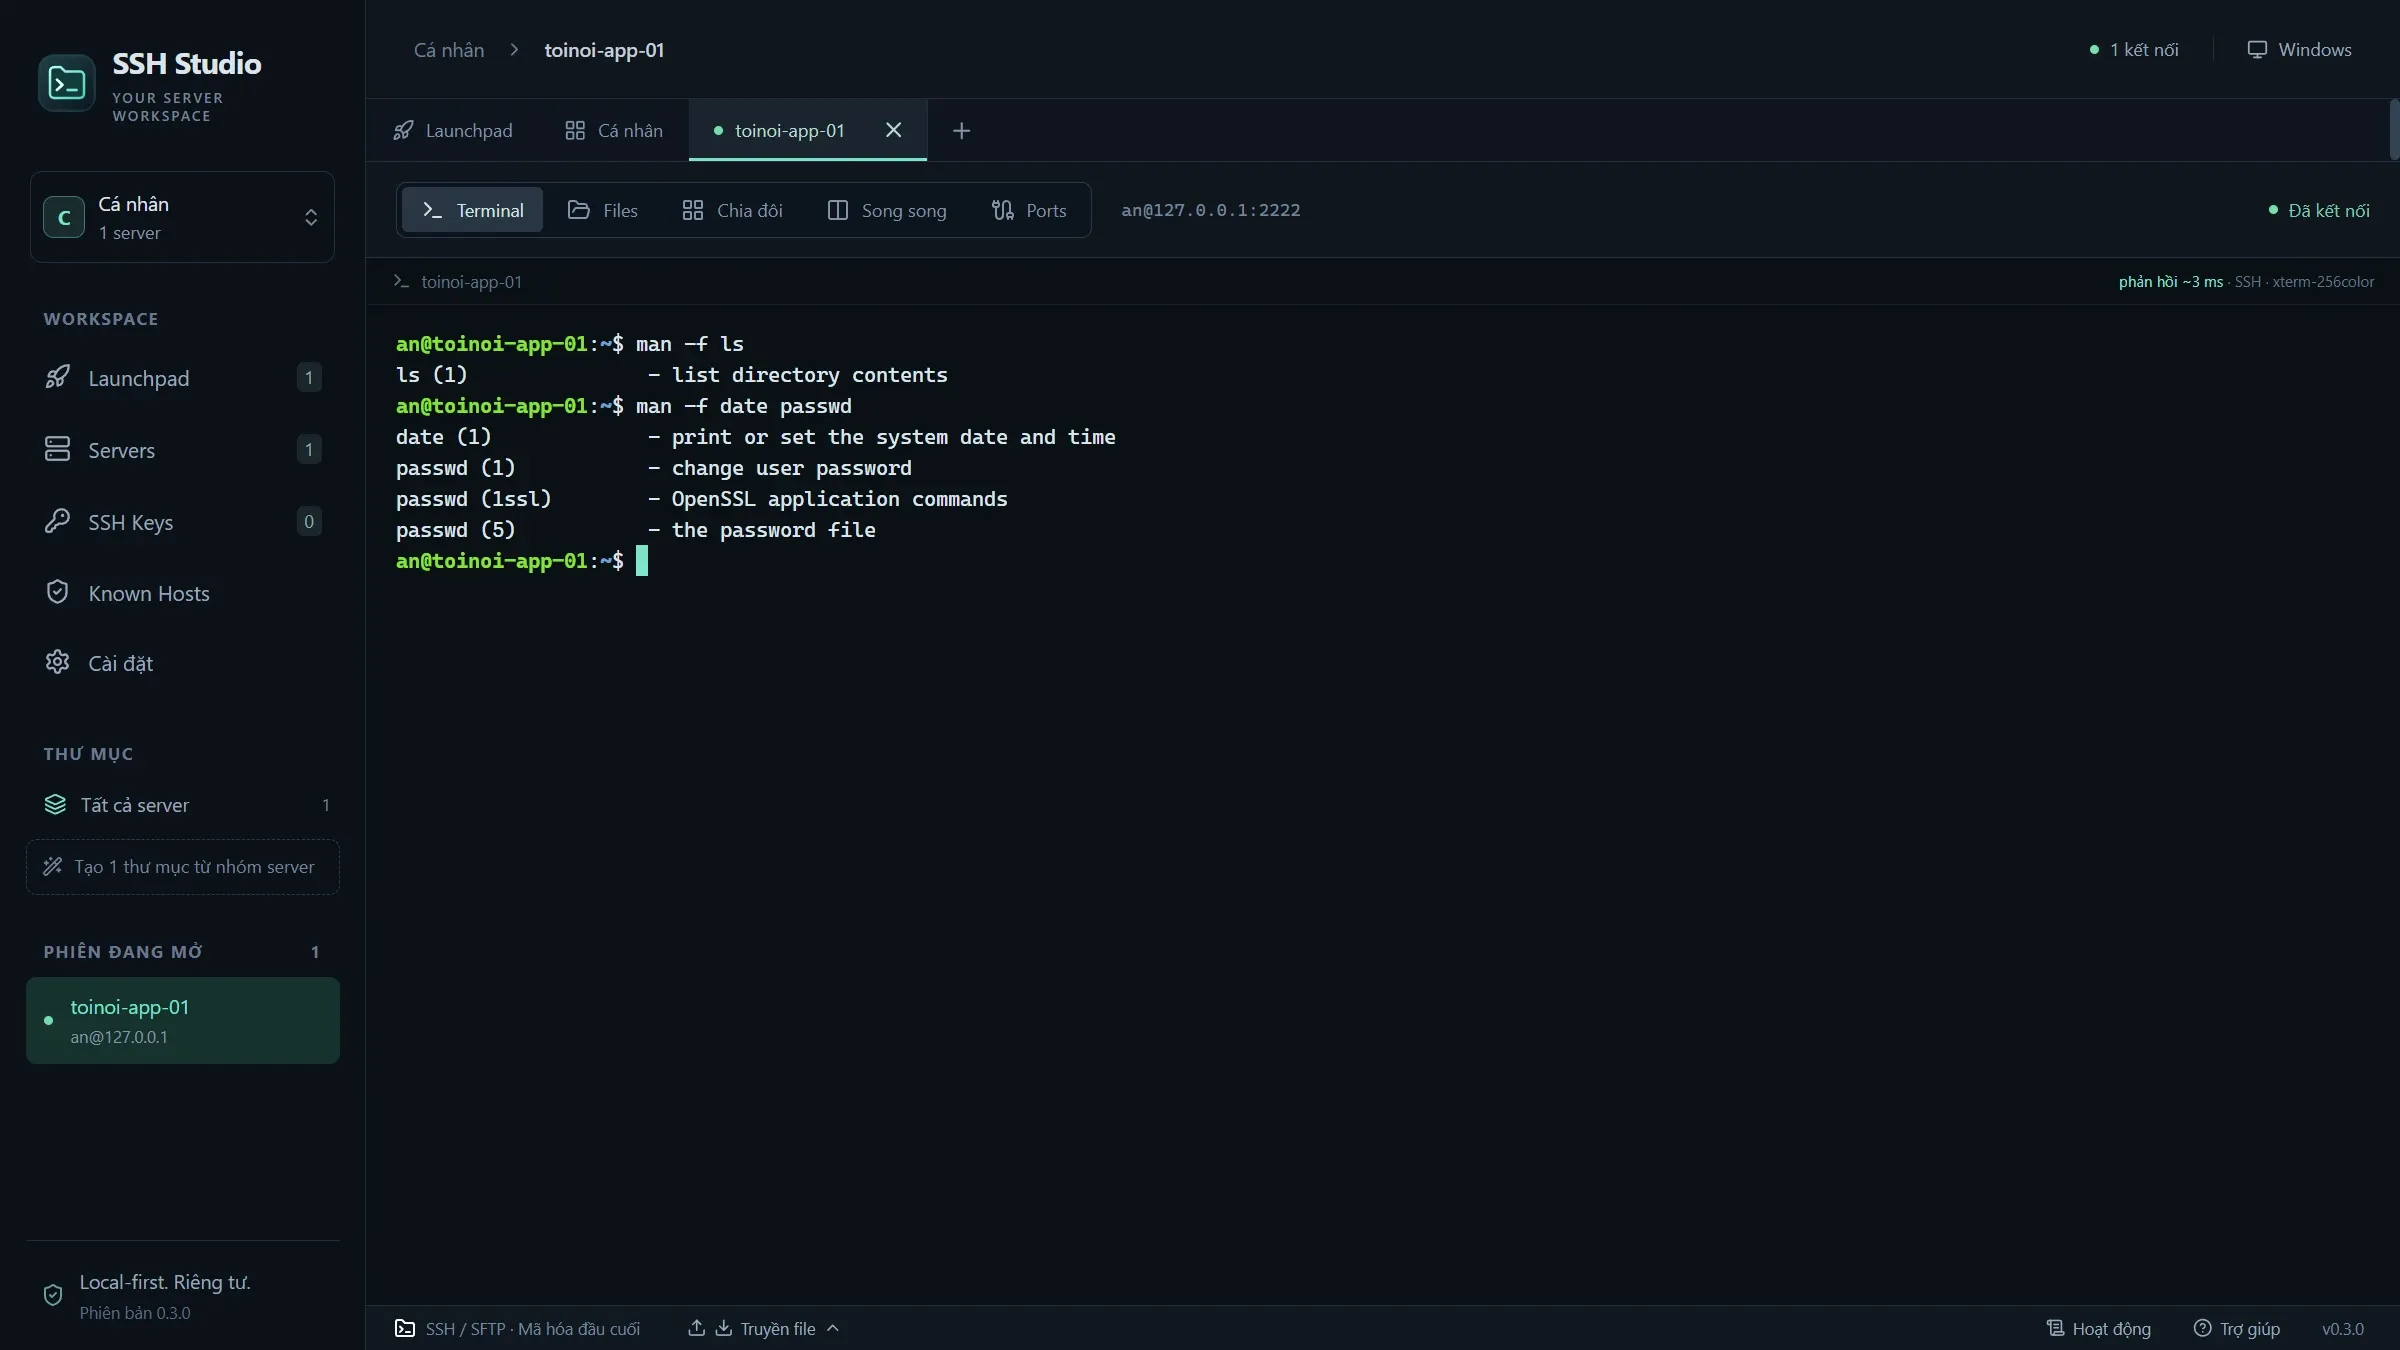 SSH Studio
YOUR SERVER
WORKSPACE
C
Cá nhân
1 server
WORKSPACE
Launchpad 1
Servers 1
SSH Keys 0
Known Hosts
Cài đặt
THƯ MỤC
Tất cả server 1
Tạo 1 thư mục từ nhóm server
PHIÊN ĐANG MỞ 1
toinoi-app-01
an@127.0.0.1
Local-first. Riêng tư.
Phiên bản 0.3.0
Cá nhân > toinoi-app-01
1 kết nối
Windows
Launchpad
Cá nhân
toinoi-app-01
Terminal
Files
Chia đôi
Song song
Ports
an@127.0.0.1:2222
Đã kết nối
toinoi-app-01
phản hồi ~3 ms · SSH · xterm-256color
an@toinoi-app-01:~$ man -f ls
ls (1)               - list directory contents
an@toinoi-app-01:~$ man -f date passwd
date (1)             - print or set the system date and time
passwd (1)           - change user password
passwd (1ssl)        - OpenSSL application commands
passwd (5)           - the password file
an@toinoi-app-01:~$
SSH / SFTP · Mã hóa đầu cuối
Truyền file
Hoạt động
Trợ giúp
v0.3.0